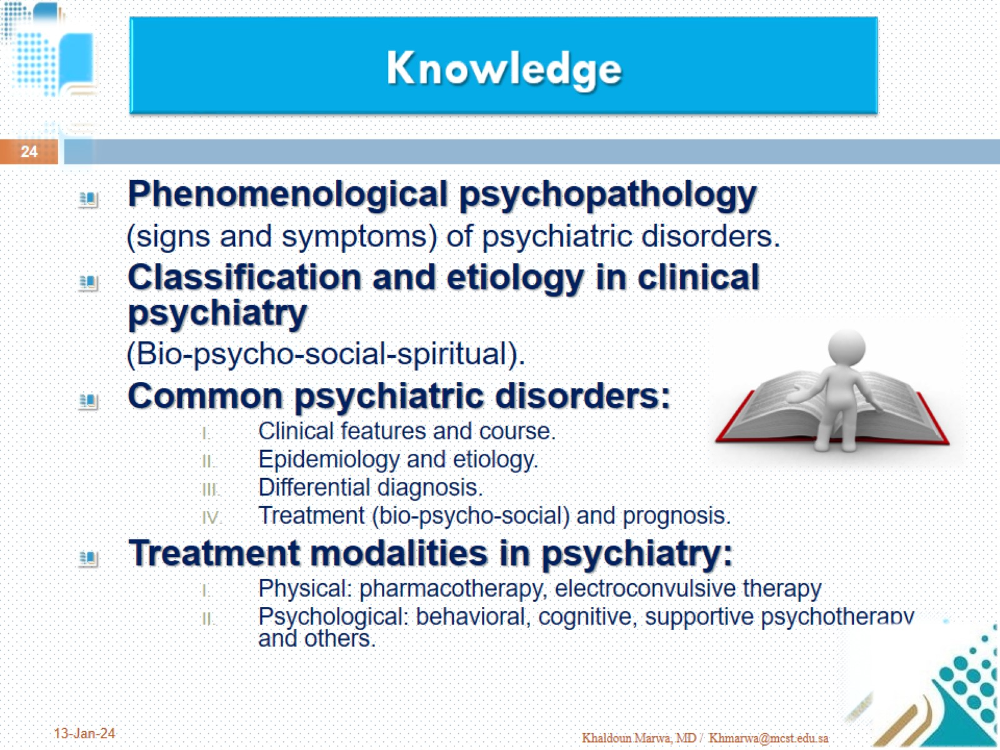 Knowledge
24
Phenomenological psychopathology
(signs and symptoms) of psychiatric disorders.
Classification and etiology in clinical
psychiatry
(Bio-psycho-social-spiritual).
Common psychiatric disorders:
I. Clinical features and course.
II. Epidemiology and etiology.
III. Differential diagnosis.
IV. Treatment (bio-psycho-social) and prognosis.
Treatment modalities in psychiatry:
I. Physical: pharmacotherapy, electroconvulsive therapy
II. Psychological: behavioral, cognitive, supportive psychotherapy
and others.
13-Jan-24
Khaldoun Marwa, MD / Khmarwa@mcst.edu.sa